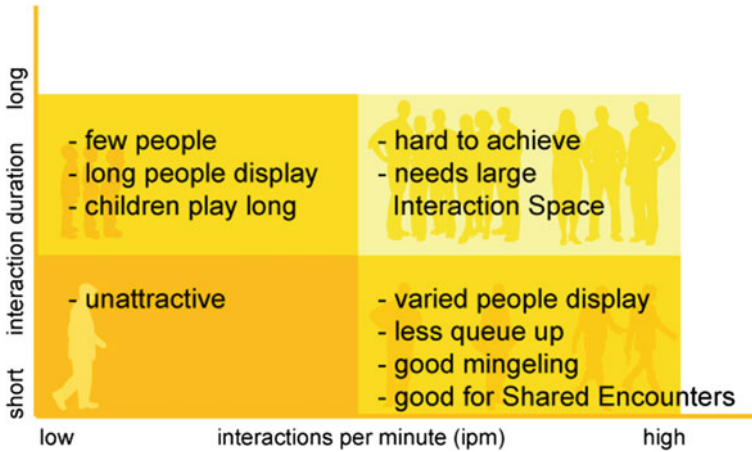 long
interaction duration
short
- few people
- long people display
- children play long
- hard to achieve
- needs large
Interaction Space
- unattractive
- varied people display
- less queue up
- good mingeling
- good for Shared Encounters
low
interactions per minute (ipm)
high